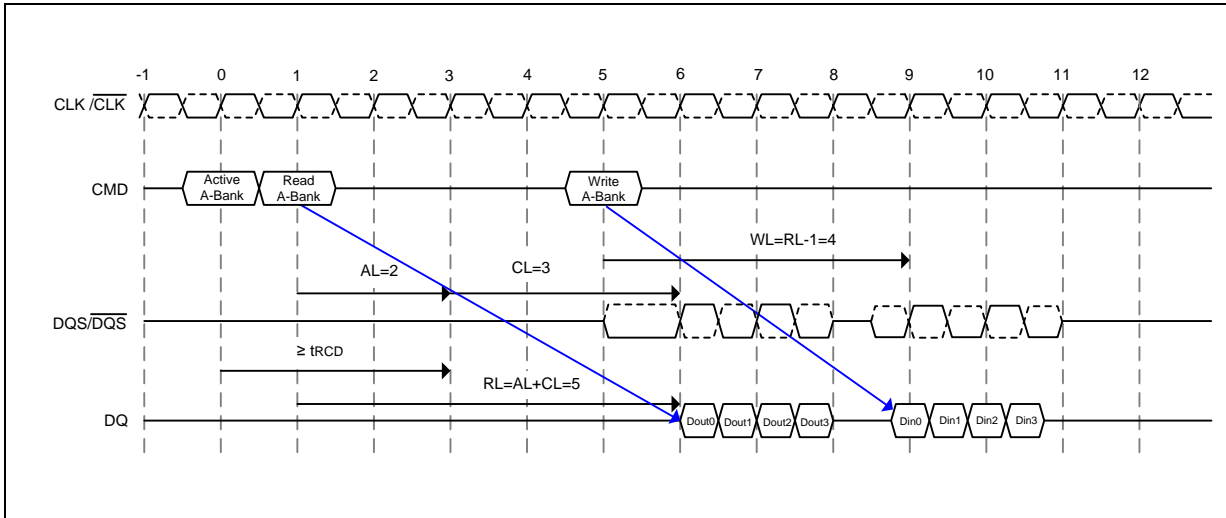 -1 0 1 2 3 4 5 6 7 8 9 10 11 12
CLK /CLK
CMD
Active
A-Bank
Read
A-Bank
Write
A-Bank
WL=RL-1=4
AL=2
CL=3
DQS/DQS
≥ tRCD
RL=AL+CL=5
DQ
Dout0 Dout1 Dout2 Dout3 Din0 Din1 Din2 Din3